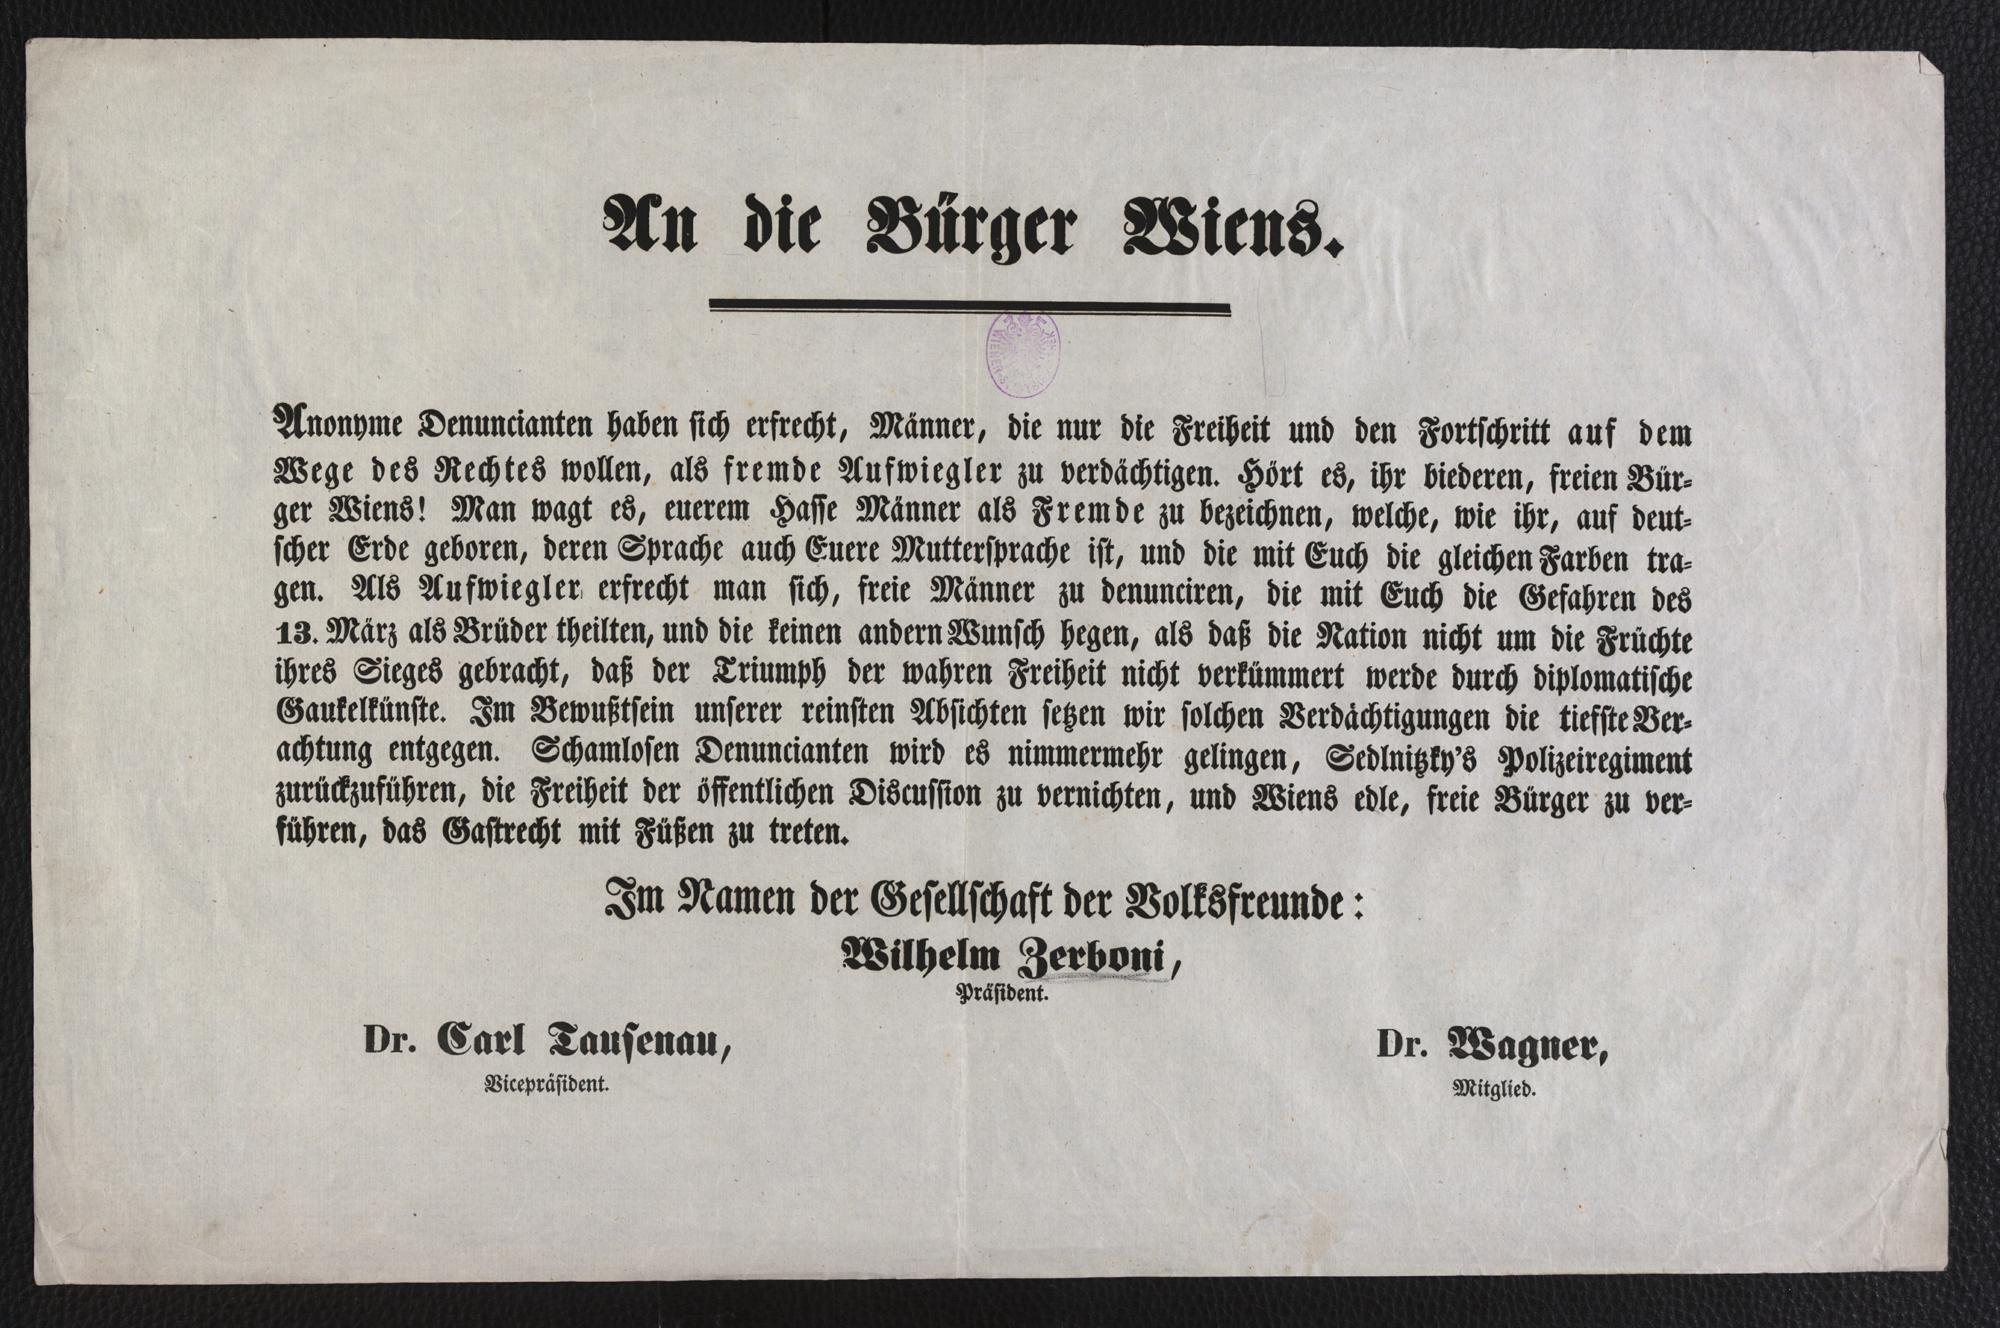 An die Bürger Wiens.
WIENER
Anonyme Denuncianten haben sich erfrecht, Männer, die nur die Freiheit und den Fortschritt auf dem
Wege des Rechtes wollen, als fremde Aufwiegler zu verdächtigen. Hört es, ihr biederen, freien Bür-
ger Wiens! Man wagt es, euerem Hasse Männer als Fremde zu bezeichnen, welche, wie ihr, auf deut-
scher Erde geboren, deren Sprache auch Euere Muttersprache ist, und die mit Euch die gleichen Farben tra-
gen. Als Aufwiegler erfrecht man sich, freie Männer zu denunciren, die mit Euch die Gefahren des
13. März als Brüder theilten, und die keinen andern Wunsch hegen, als daß die Nation nicht um die Früchte
ihres Sieges gebracht, daß der Triumph der wahren Freiheit nicht verkümmert werde durch diplomatische
Gaukelkünste. Im Bewußtsein unserer reinsten Absichten setzen wir solchen Verdächtigungen die tiefste Ver-
achtung entgegen. Schamlosen Denuncianten wird es nimmermehr gelingen, Sedlnitzky's Polizeiregiment
zurückzuführen, die Freiheit der öffentlichen Discussion zu vernichten, und Wiens edle, freie Bürger zu ver-
führen, das Gastrecht mit Füßen zu treten.
Im Namen der Gesellschaft der Volksfreunde:
Wilhelm Zerboni,
Präsident.
Dr. Carl Tausenau,
Vicepräsident.
Dr. Wagner,
Mitglied.